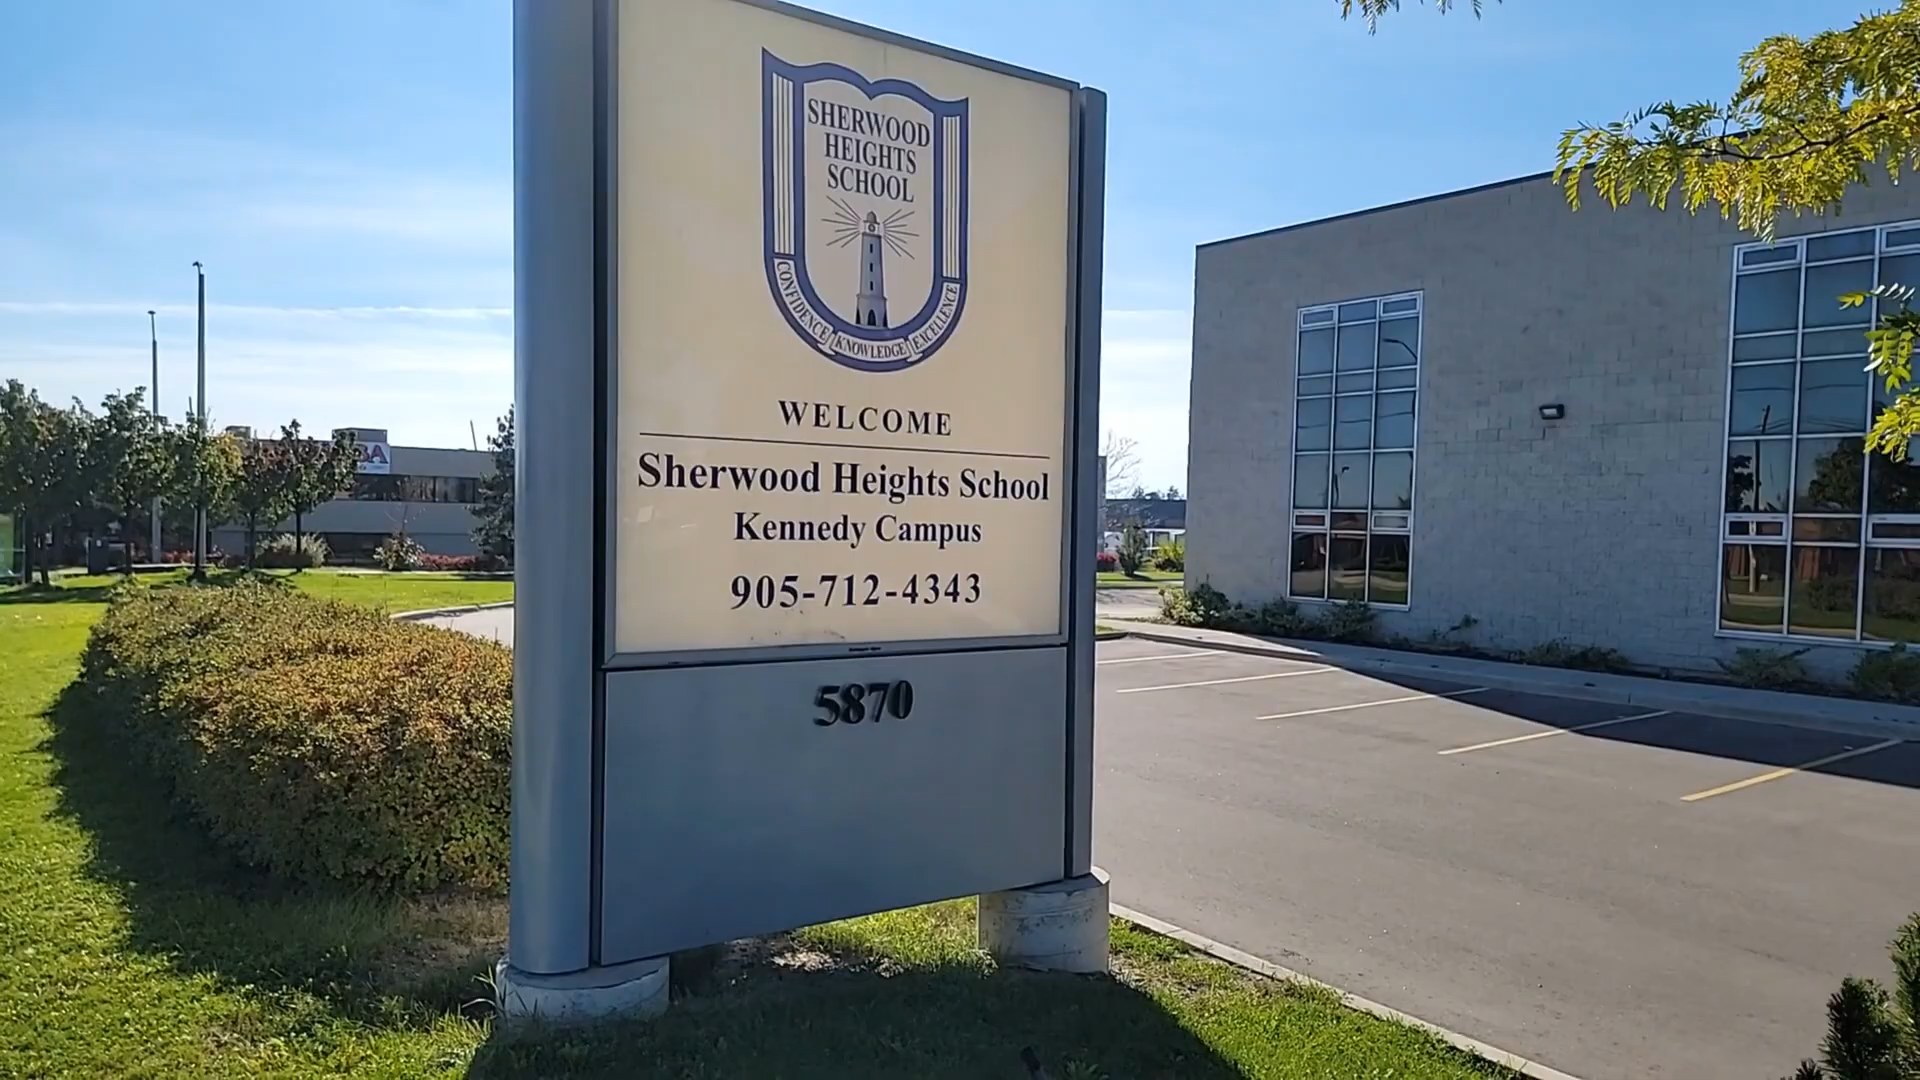 SHERWOOD
HEIGHTS
SCHOOL
CONFIDENCE KNOWLEDGE EXCELLENCE
WELCOME
Sherwood Heights School
Kennedy Campus
905-712-4343
5870